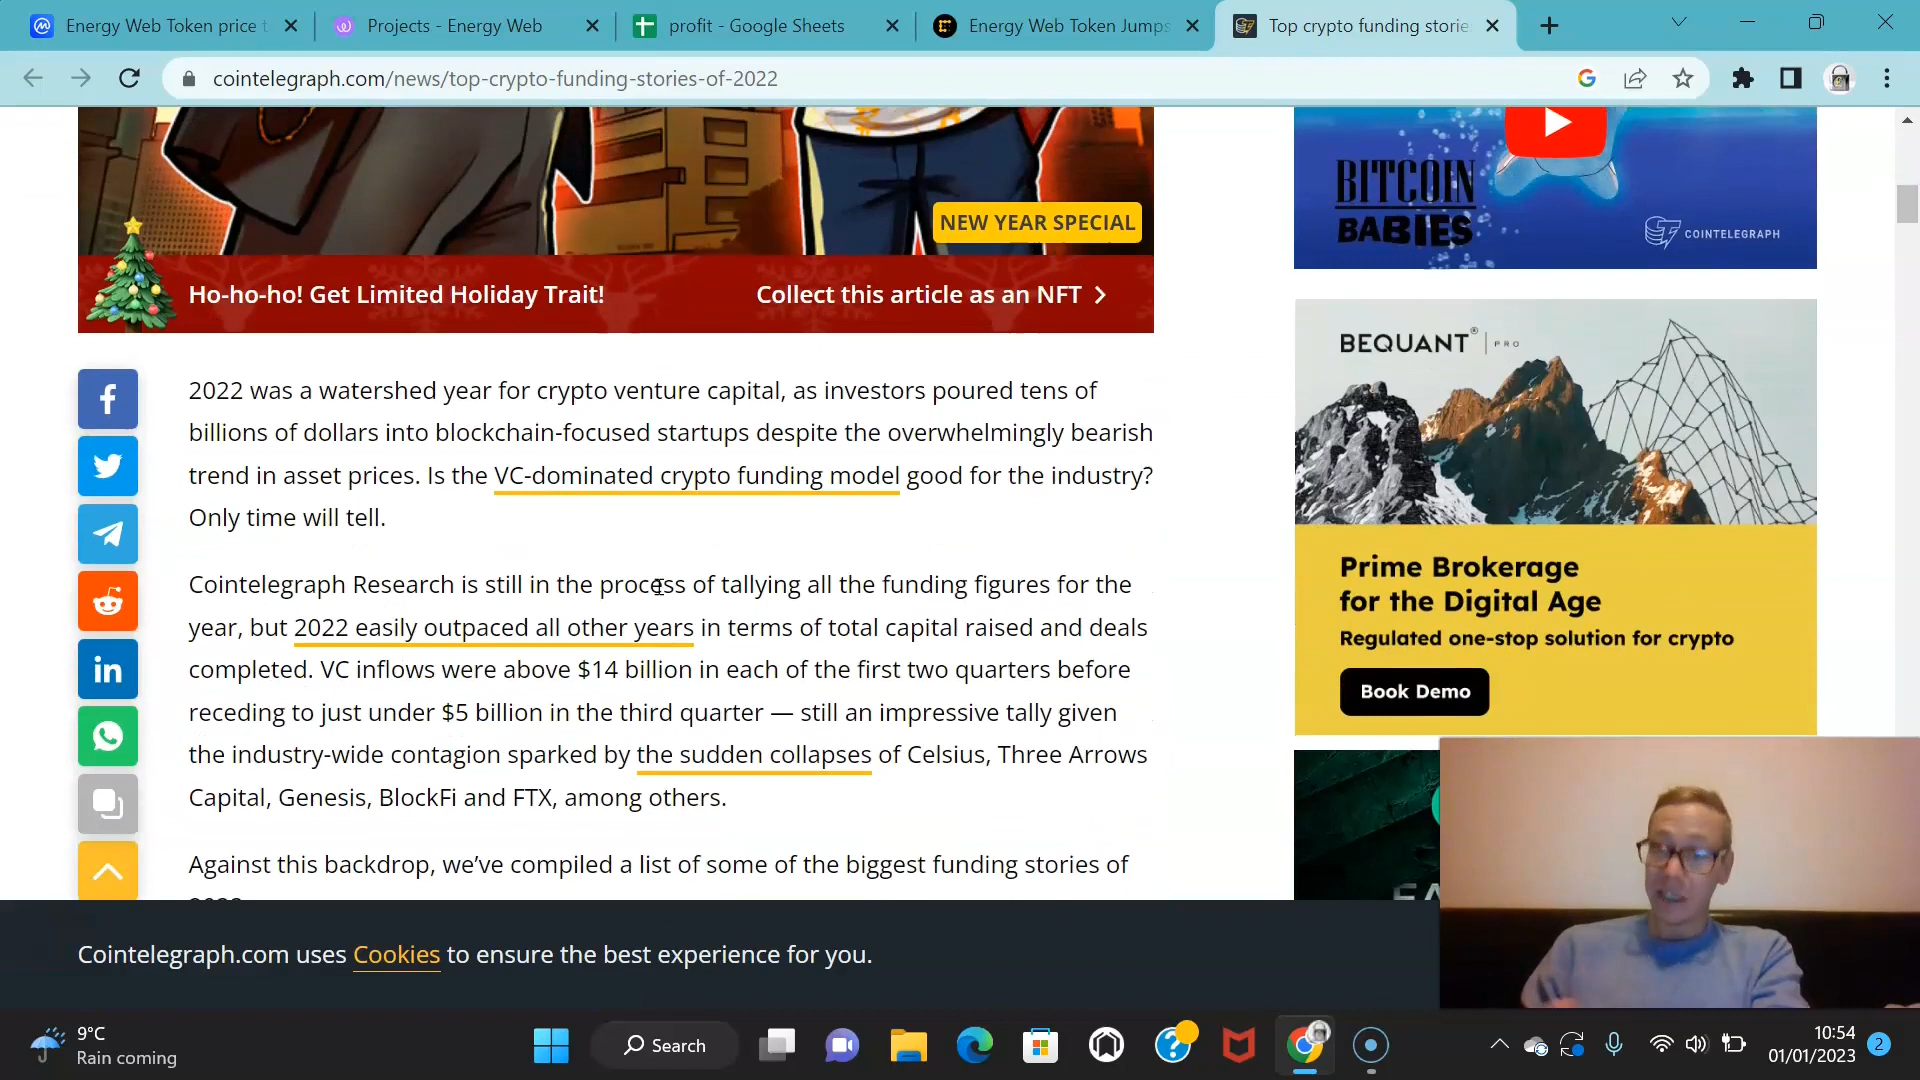 Energy Web Token price t
Projects - Energy Web
profit - Google Sheets
Energy Web Token Jumps
Top crypto funding storie
cointelegraph.com/news/top-crypto-funding-stories-of-2022
NEW YEAR SPECIAL
Ho-ho-ho! Get Limited Holiday Trait!
Collect this article as an NFT
2022 was a watershed year for crypto venture capital, as investors poured tens of
billions of dollars into blockchain-focused startups despite the overwhelmingly bearish
trend in asset prices. Is the VC-dominated crypto funding model good for the industry?
Only time will tell.
Cointelegraph Research is still in the process of tallying all the funding figures for the
year, but 2022 easily outpaced all other years in terms of total capital raised and deals
completed. VC inflows were above $14 billion in each of the first two quarters before
receding to just under $5 billion in the third quarter — still an impressive tally given
the industry-wide contagion sparked by the sudden collapses of Celsius, Three Arrows
Capital, Genesis, BlockFi and FTX, among others.
Against this backdrop, we’ve compiled a list of some of the biggest funding stories of
BITCOIN
BABIES
COINTELEGRAPH
BEQUANT® | PRO
Prime Brokerage
for the Digital Age
Regulated one-stop solution for crypto
Book Demo
Cointelegraph.com uses Cookies to ensure the best experience for you.
9°C
Rain coming
Search
10:54
01/01/2023
2